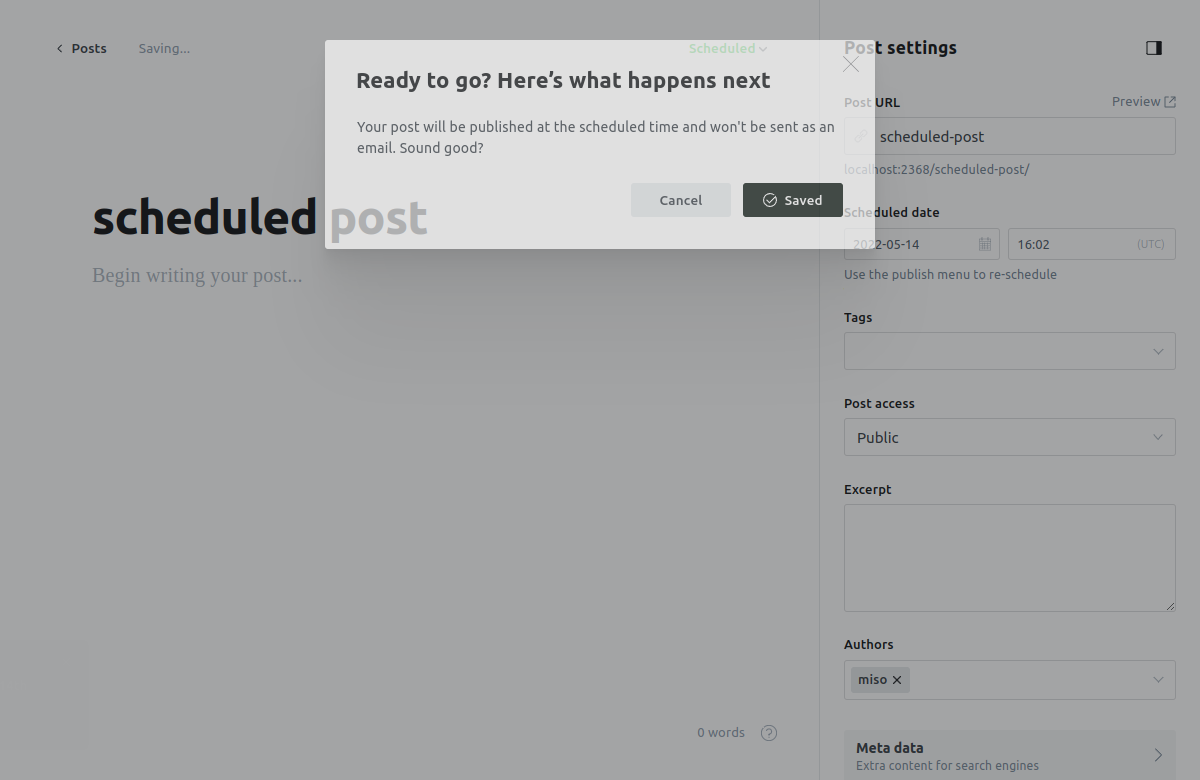 Posts
Saving...
Scheduled
Ready to go? Here’s what happens next
Your post will be published at the scheduled time and won't be sent as an
email. Sound good?
Cancel
Saved
scheduled post
Begin writing your post...
0 words
?
Post settings
Post URL
Preview
scheduled-post
localhost:2368/scheduled-post/
Scheduled date
2022-05-14
16:02
(UTC)
Use the publish menu to re-schedule
Tags
Post access
Public
Excerpt
Authors
miso
Meta data
Extra content for search engines